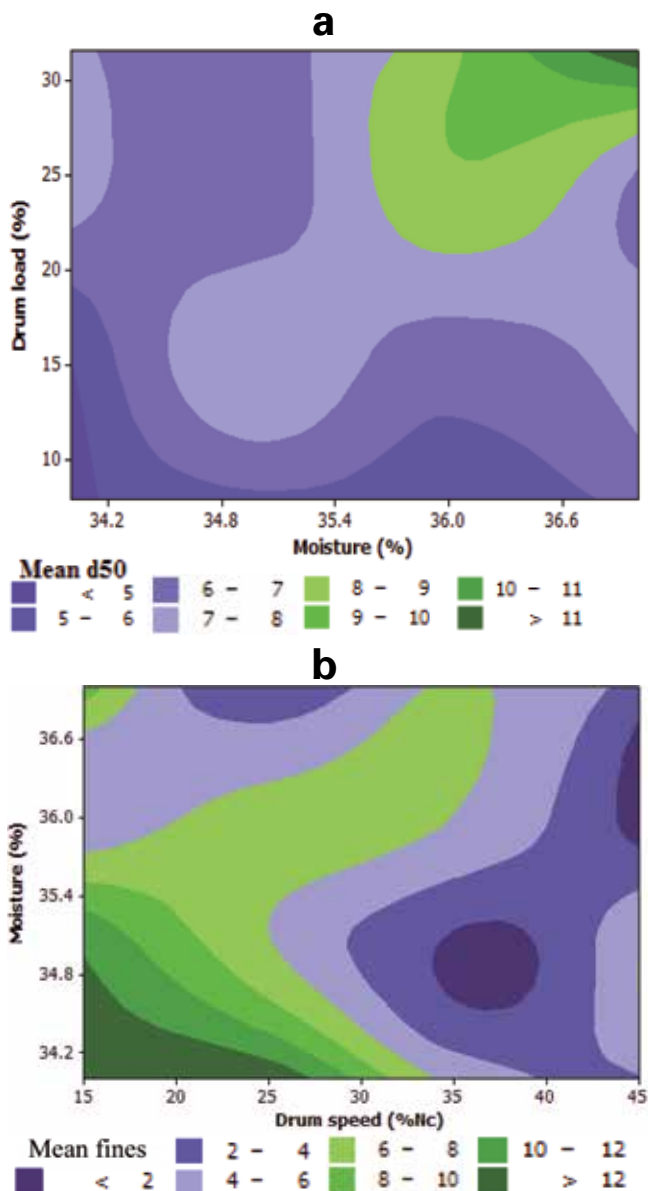 a
30
25
20
15
10
Drum load (%)
34.2 34.8 35.4 36.0 36.6
Moisture (%)
Mean d50
< 5 6 – 7 8 – 9 10 – 11
5 – 6 7 – 8 9 – 10 > 11
b
36.6
36.0
35.4
34.8
34.2
Moisture (%)
15 20 25 30 35 40 45
Drum speed (%Nc)
Mean fines 2 – 4 6 – 8 10 – 12
< 2 4 – 6 8 – 10 > 12